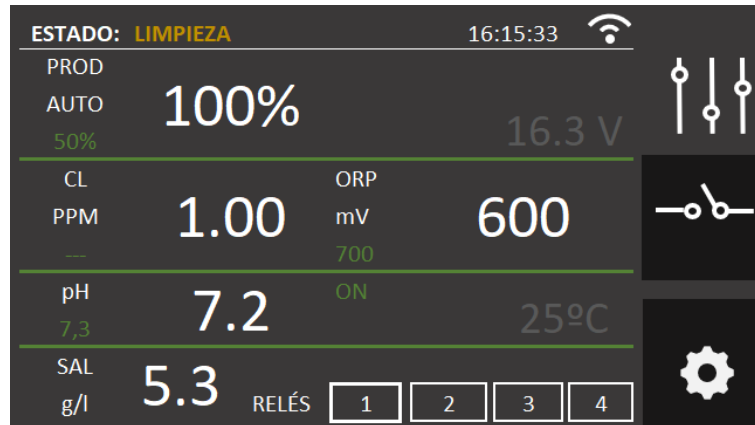 ESTADO: LIMPIEZA 16:15:33
PROD
AUTO 100%
50% 16.3 V
CL ORP
PPM 1.00 mV 600
--- 700
pH 7.2 ON
7,3 25ºC
SAL 5.3
g/l RELÉS 1 2 3 4